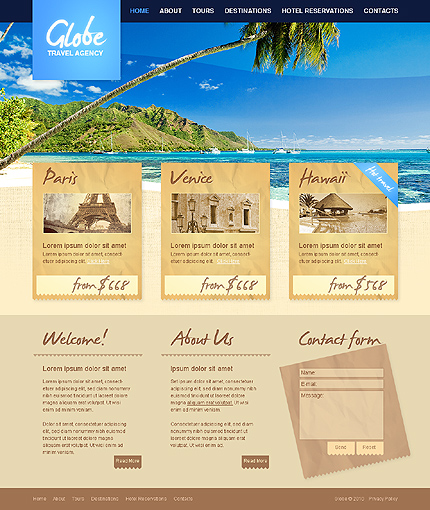 HOME ABOUT TOURS DESTINATIONS HOTEL RESERVATIONS CONTACTS
Globe
TRAVEL AGENCY
Paris
Lorem ipsum dolor sit amet
Lorem ipsum dolor sit amet, consect-
etuer adipiscing elit.
from $668
Venice
Lorem ipsum dolor sit amet
Lorem ipsum dolor sit amet, consect-
etuer adipiscing elit.
from $668
Hawaii
Hot travel
Lorem ipsum dolor sit amet
Lorem ipsum dolor sit amet, consect-
etuer adipiscing elit.
from $568
Welcome!
Lorem ipsum dolor sit amet
Lorem ipsum dolor sit amet, consectetuer
adipiscing elit, sed diam nonummy nibh
euismod tincidunt ut laoreet dolore
magna aliquam erat volutpat. Ut wisi
enim ad minim veniam.
Dolor sit amet, consectetuer adipiscing
elit, sed diam nonummy nibh euismod
tincidunt ut laoreet dolore magna aliquam
erat volutpat. Ut wisi enim ad
minim veniam.
Read More
About Us
Ipsum dolor sit amet
Dolor sit amet, consectetuer
adipiscing elit, sed diam nonummy nibh
euismod tincidunt ut laoreet dolore
magna aliquam erat volutpat. Ut wisi
enim ad minim veniam.
Consectetuer adipiscing elit, sed diam
nonummy nibh euismod tincidunt ut
laoreet dolore magna aliquam erat
volutpat. Ut wisi enim ad minim veniam.
Read More
Contact form
Name:
E-mail:
Message:
Send Reset
Home About Tours Destinations Hotel Reservations Contacts
Globe © 2010 Privacy Policy